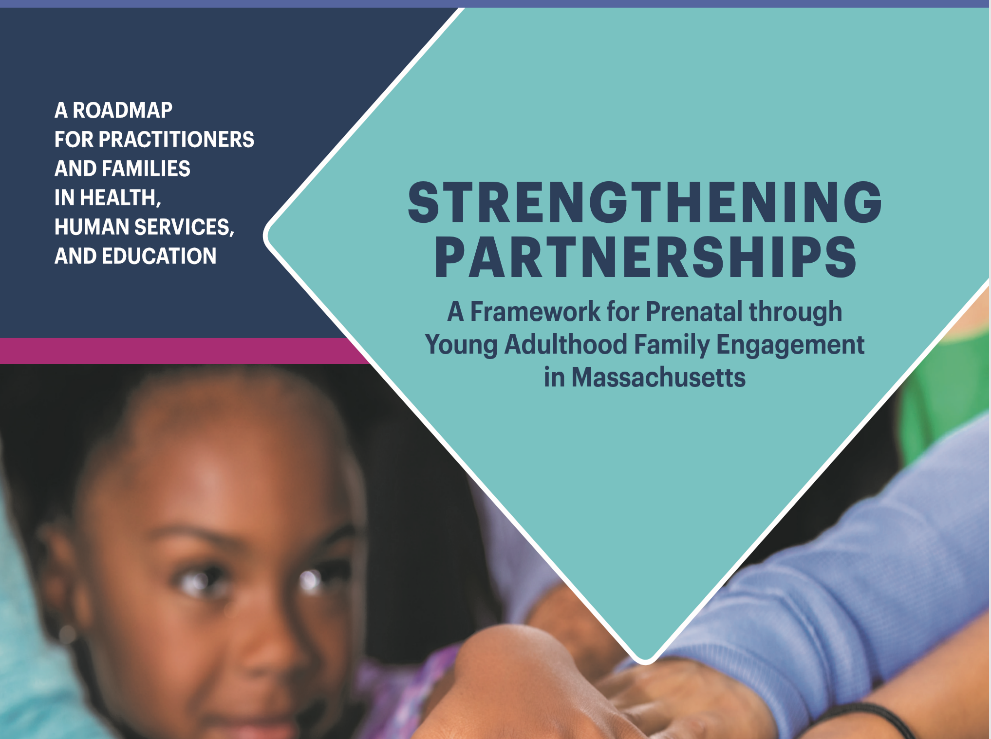 A ROADMAP
FOR PRACTITIONERS
AND FAMILIES
IN HEALTH,
HUMAN SERVICES,
AND EDUCATION
STRENGTHENING
PARTNERSHIPS
A Framework for Prenatal through
Young Adulthood Family Engagement
in Massachusetts